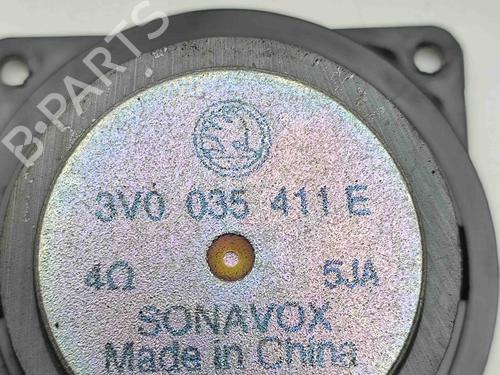 B-PARTS
3V0 035 411 E
4Ω 5JA
SONAVOX
Made in China